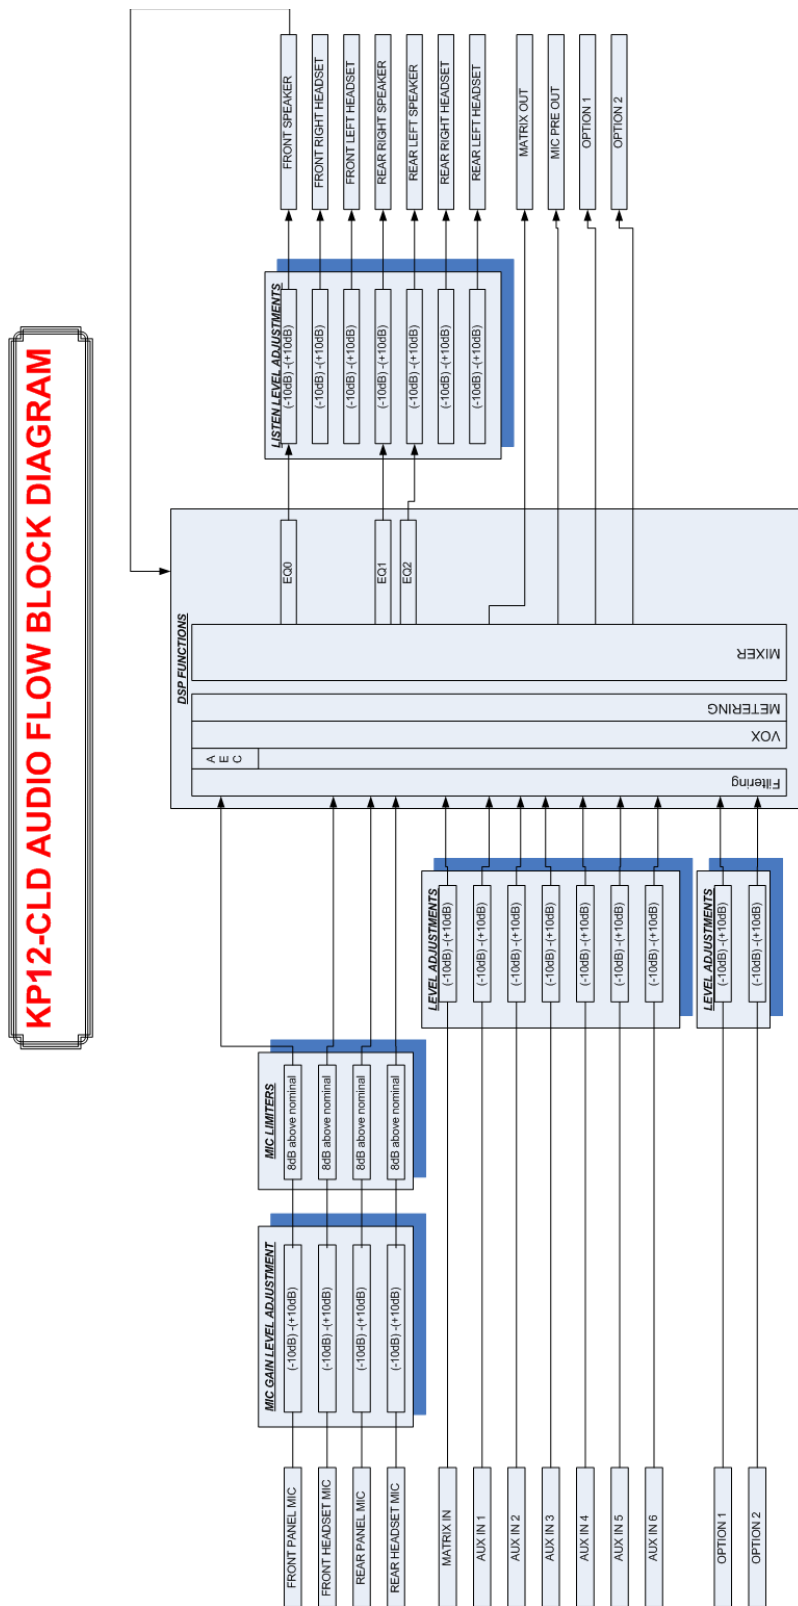 KP12-CLD AUDIO FLOW BLOCK DIAGRAM
FRONT PANEL MIC
FRONT HEADSET MIC
REAR PANEL MIC
REAR HEADSET MIC
MATRIX IN
AUX IN 1
AUX IN 2
AUX IN 3
AUX IN 4
AUX IN 5
AUX IN 6
OPTION 1
OPTION 2
MIC GAIN LEVEL ADJUSTMENT
(-10dB) -(+10dB)
(-10dB) -(+10dB)
(-10dB) -(+10dB)
(-10dB) -(+10dB)
MIC LIMITERS
8dB above nominal
8dB above nominal
8dB above nominal
8dB above nominal
LEVEL ADJUSTMENTS
(-10dB) -(+10dB)
(-10dB) -(+10dB)
(-10dB) -(+10dB)
(-10dB) -(+10dB)
(-10dB) -(+10dB)
(-10dB) -(+10dB)
(-10dB) -(+10dB)
LEVEL ADJUSTMENTS
(-10dB) -(+10dB)
(-10dB) -(+10dB)
DSP FUNCTIONS
Filtering
A
E
C
VOX
METERING
MIXER
EQ0
EQ1
EQ2
LISTEN LEVEL ADJUSTMENTS
(-10dB) -(+10dB)
(-10dB) -(+10dB)
(-10dB) -(+10dB)
(-10dB) -(+10dB)
(-10dB) -(+10dB)
(-10dB) -(+10dB)
(-10dB) -(+10dB)
FRONT SPEAKER
FRONT RIGHT HEADSET
FRONT LEFT HEADSET
REAR RIGHT SPEAKER
REAR LEFT SPEAKER
REAR RIGHT HEADSET
REAR LEFT HEADSET
MATRIX OUT
MIC PRE OUT
OPTION 1
OPTION 2